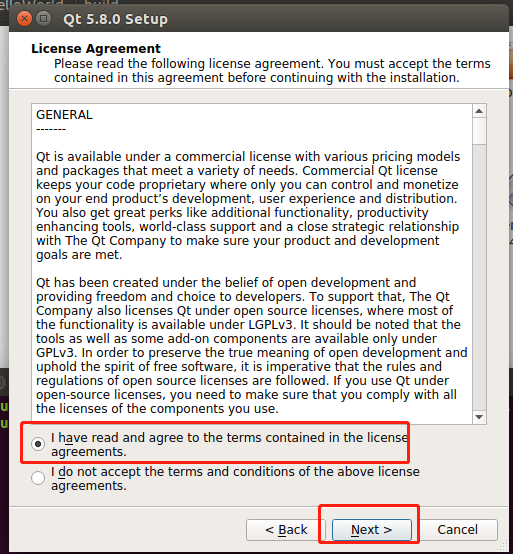 Qt 5.8.0 Setup
License Agreement
Please read the following license agreement. You must accept the terms
contained in this agreement before continuing with the installation.
GENERAL
-------
Qt is available under a commercial license with various pricing models
and packages that meet a variety of needs. Commercial Qt license
keeps your code proprietary where only you can control and monetize
on your end product's development, user experience and distribution.
You also get great perks like additional functionality, productivity
enhancing tools, world-class support and a close strategic relationship
with The Qt Company to make sure your product and development
goals are met.
Qt has been created under the belief of open development and
providing freedom and choice to developers. To support that, The Qt
Company also licenses Qt under open source licenses, where most of
the functionality is available under LGPLv3. It should be noted that the
tools as well as some add-on components are available only under
GPLv3. In order to preserve the true meaning of open development and
uphold the spirit of free software, it is imperative that the rules and
regulations of open source licenses are followed. If you use Qt under
open-source licenses, you need to make sure that you comply with all
the licenses of the components you use.
I have read and agree to the terms contained in the license
agreements.
I do not accept the terms and conditions of the above license
agreements.
< Back
Next >
Cancel